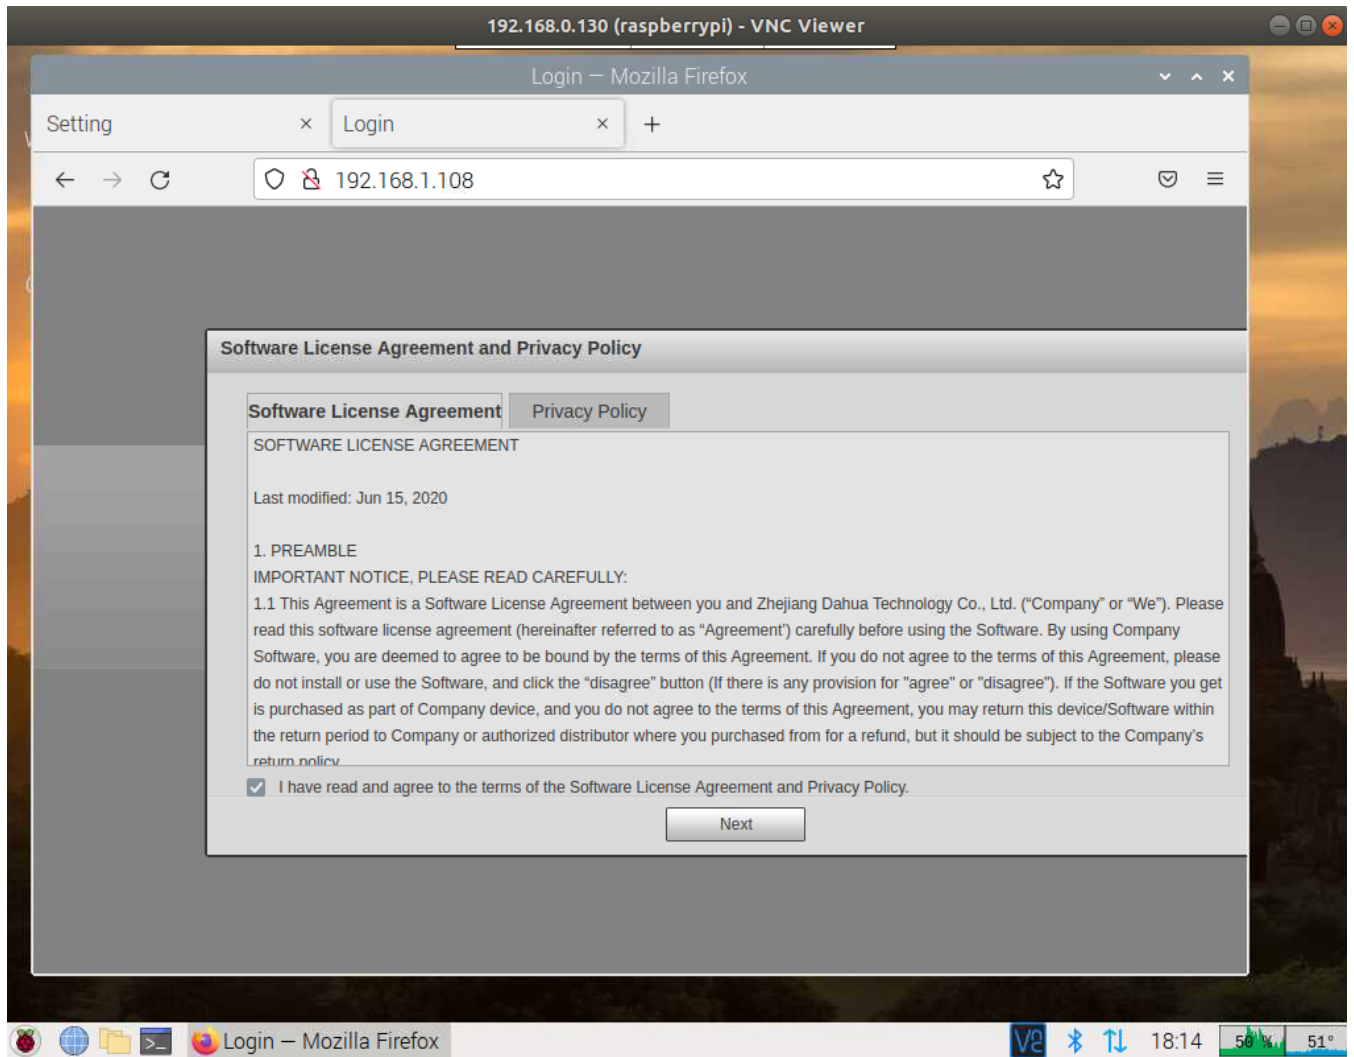 192.168.0.130 (raspberrypi) - VNC Viewer
Login — Mozilla Firefox
Setting
Login
192.168.1.108
Software License Agreement and Privacy Policy
Software License Agreement
Privacy Policy
SOFTWARE LICENSE AGREEMENT
Last modified: Jun 15, 2020
1. PREAMBLE
IMPORTANT NOTICE, PLEASE READ CAREFULLY:
1.1 This Agreement is a Software License Agreement between you and Zhejiang Dahua Technology Co., Ltd. (“Company” or “We”). Please
read this software license agreement (hereinafter referred to as “Agreement’) carefully before using the Software. By using Company
Software, you are deemed to agree to be bound by the terms of this Agreement. If you do not agree to the terms of this Agreement, please
do not install or use the Software, and click the “disagree” button (If there is any provision for "agree" or "disagree"). If the Software you get
is purchased as part of Company device, and you do not agree to the terms of this Agreement, you may return this device/Software within
the return period to Company or authorized distributor where you purchased from for a refund, but it should be subject to the Company’s
return policy
I have read and agree to the terms of the Software License Agreement and Privacy Policy.
Next
Login — Mozilla Firefox
18:14
50 %
51°